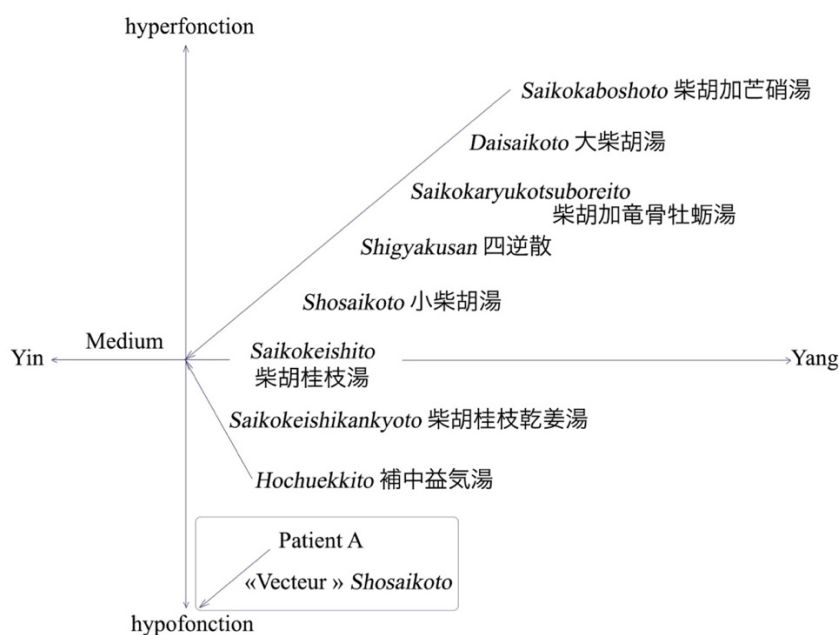 hyperfonction
Saikokaboshoto 柴胡加芒硝湯
Daisaikoto 大柴胡湯
Saikokaryukotsuboreito
柴胡加竜骨牡蛎湯
Shigyakusan 四逆散
Shosaikoto 小柴胡湯
Medium
Yin
Saikokeishito
柴胡桂枝湯
Yang
Saikokeishikankyoto 柴胡桂枝乾姜湯
Hochuekkito 補中益気湯
Patient A
«Vecteur » Shosaikoto
hypofonction